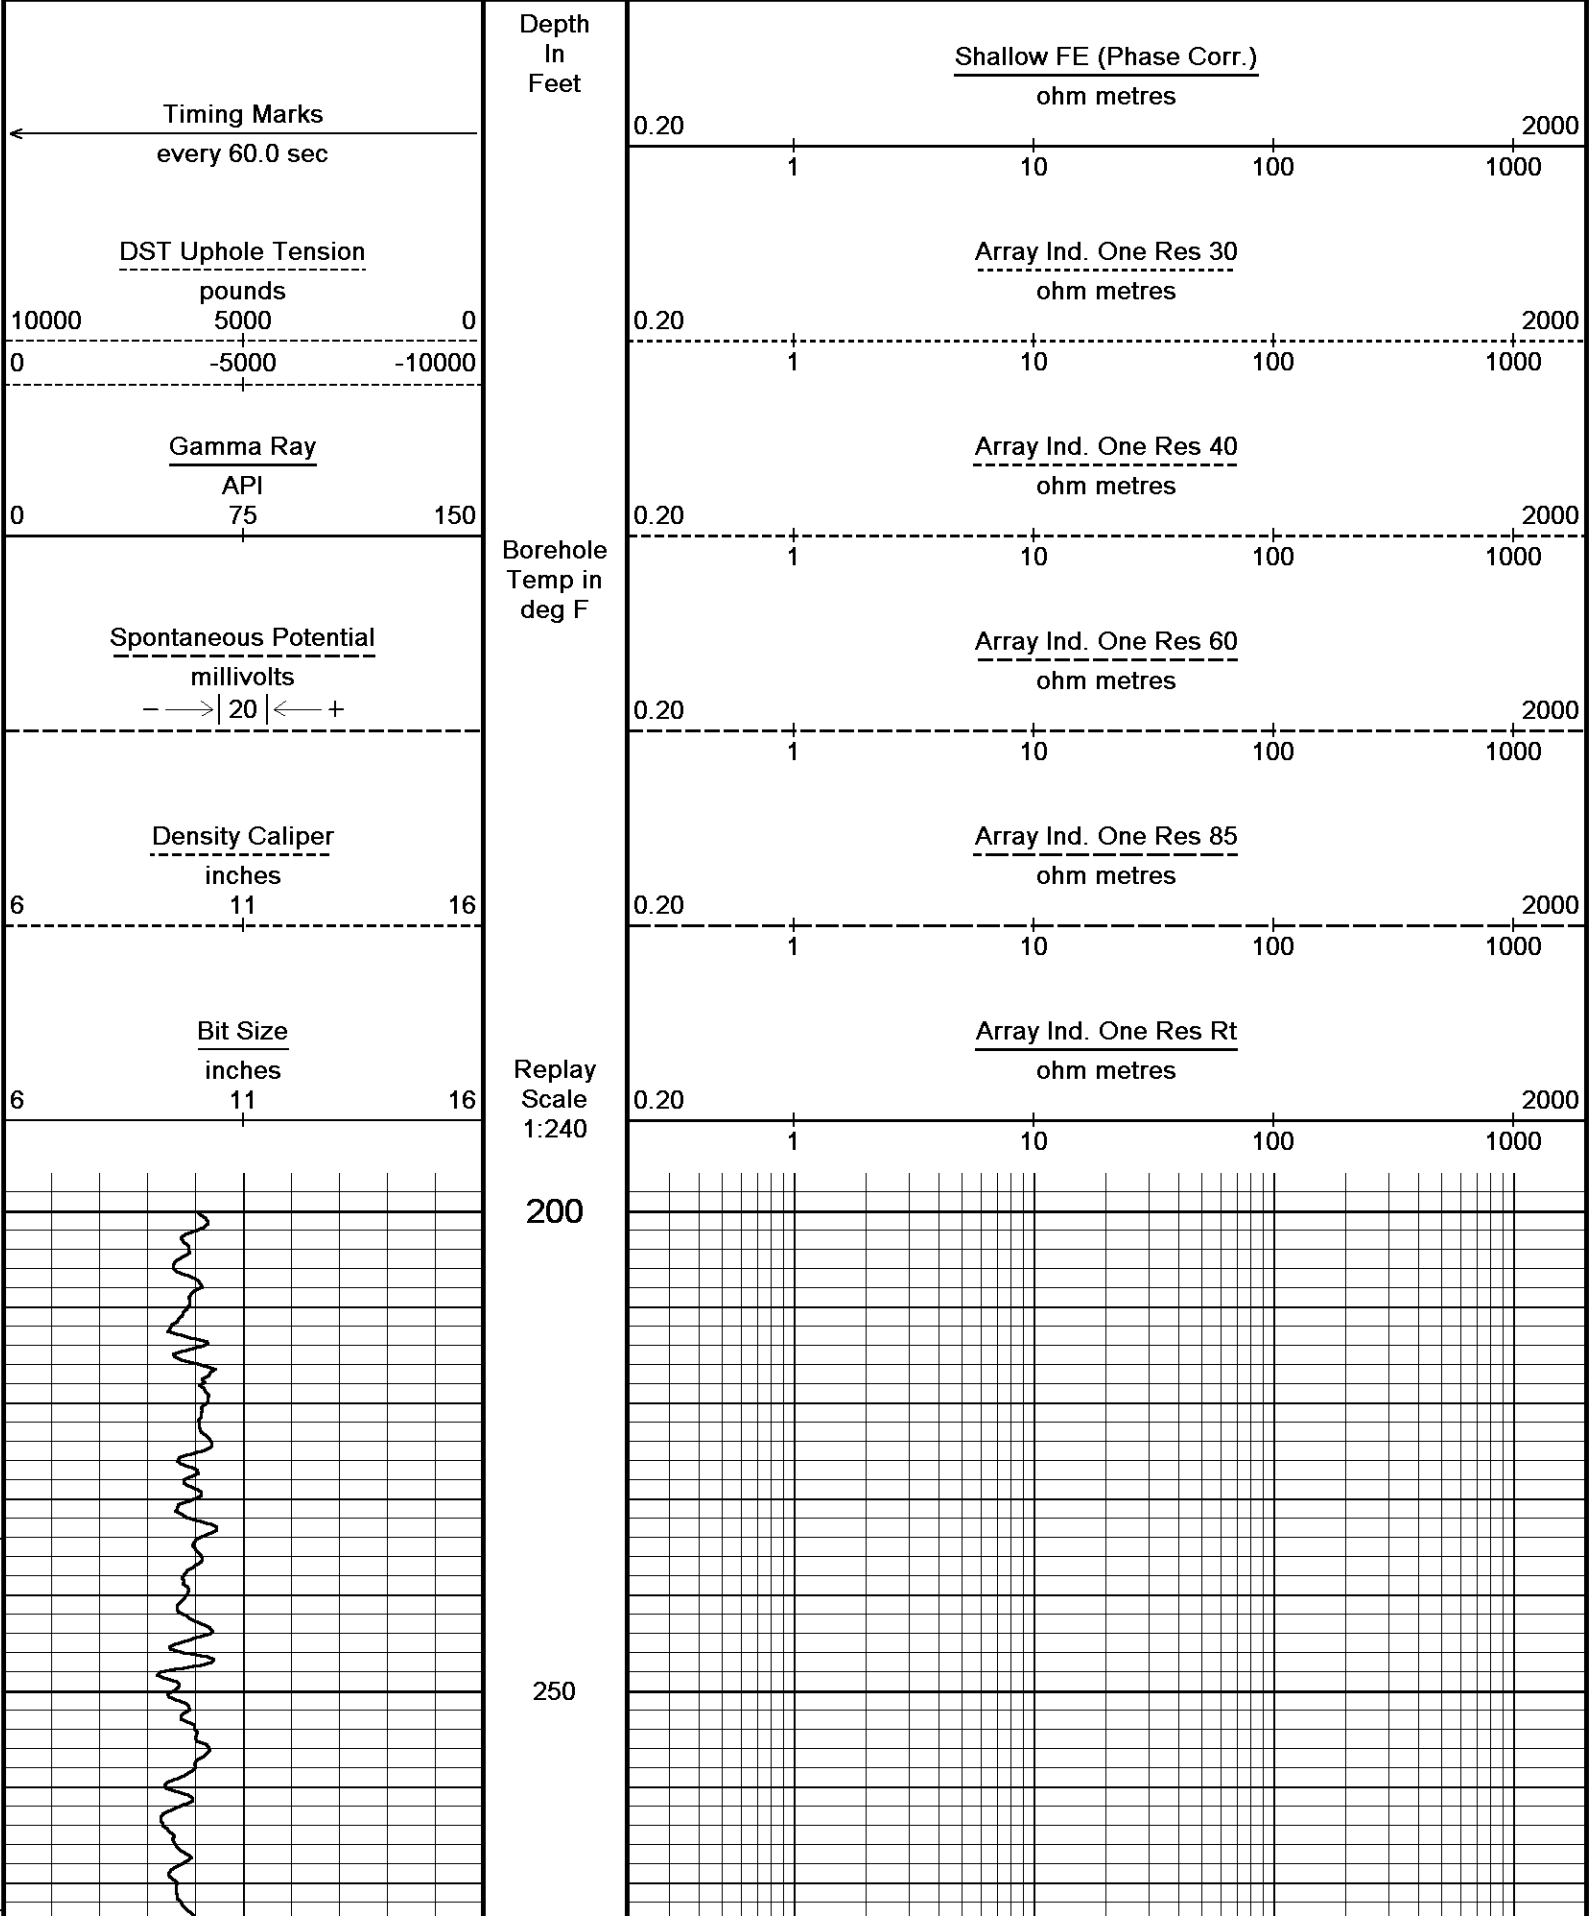 Timing Marks
every 60.0 sec
DST Uphole Tension
pounds
10000 5000 0
0 -5000 -10000
Gamma Ray
API
0 75 150
Spontaneous Potential
millivolts
− 20 +
Density Caliper
inches
6 11 16
Bit Size
inches
6 11 16
Depth
In
Feet
Borehole
Temp in
deg F
Replay
Scale
1:240
200
250
Shallow FE (Phase Corr.)
ohm metres
0.20 2000
1 10 100 1000
Array Ind. One Res 30
ohm metres
0.20 2000
1 10 100 1000
Array Ind. One Res 40
ohm metres
0.20 2000
1 10 100 1000
Array Ind. One Res 60
ohm metres
0.20 2000
1 10 100 1000
Array Ind. One Res 85
ohm metres
0.20 2000
1 10 100 1000
Array Ind. One Res Rt
ohm metres
0.20 2000
1 10 100 1000